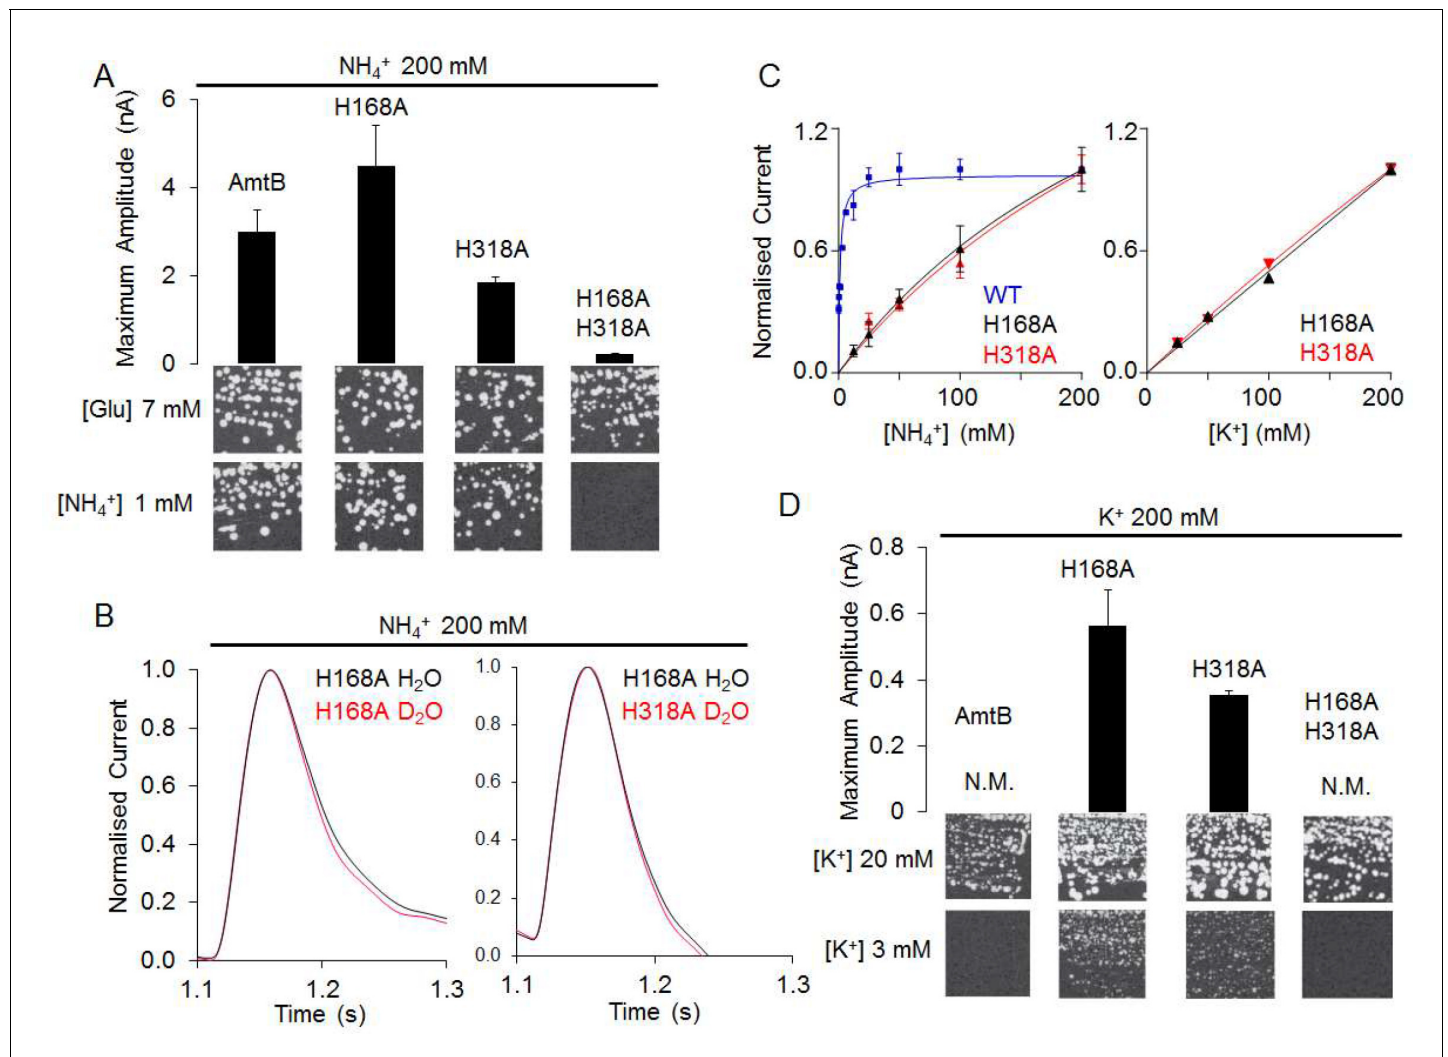 A
NH₄⁺ 200 mM
Maximum Amplitude (nA)
6
4
2
0
AmtB
H168A
H318A
H168A
H318A
[Glu] 7 mM
[NH₄⁺] 1 mM
B
NH₄⁺ 200 mM
Normalised Current
1.0
0.8
0.6
0.4
0.2
0.0
H168A H₂O
H168A D₂O
1.1
1.2
1.3
Time (s)
1.0
0.8
0.6
0.4
0.2
0.0
H168A H₂O
H318A D₂O
1.1
1.2
1.3
Time (s)
C
Normalised Current
1.2
0.6
0.0
WT
H168A
H318A
0
100
200
[NH₄⁺] (mM)
1.2
0.6
0.0
H168A
H318A
0
100
200
[K⁺] (mM)
D
K⁺ 200 mM
Maximum Amplitude (nA)
0.8
0.6
0.4
0.2
0
AmtB
N.M.
H168A
H318A
H168A
H318A
N.M.
[K⁺] 20 mM
[K⁺] 3 mM